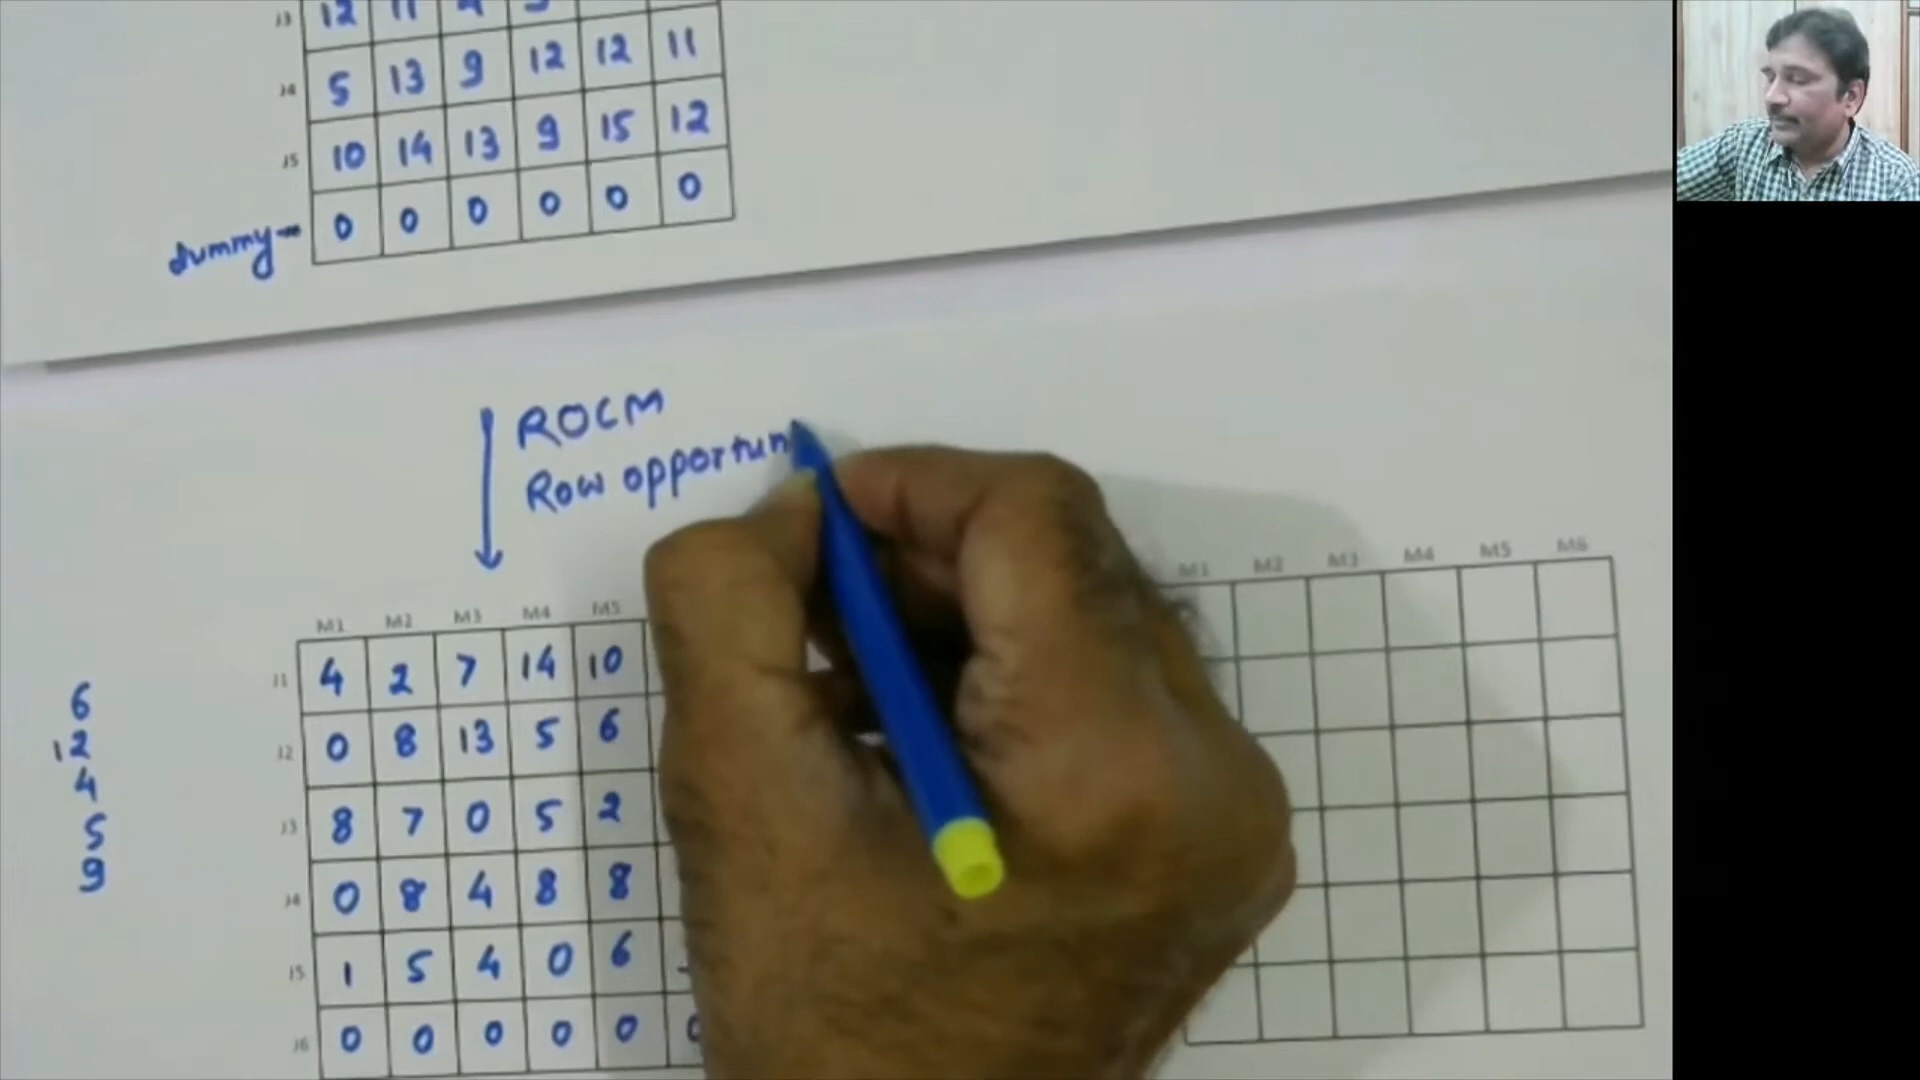 J3 12 11 4
J4 5 13 9 12 12 11
J5 10 14 13 9 15 12
dummy 0 0 0 0 0 0
ROCM
Row opportun
M1 M2 M3 M4 M5
J1 4 2 7 14 10
J2 0 8 13 5 6
J3 8 7 0 5 2
J4 0 8 4 8 8
J5 1 5 4 0 6
J6 0 0 0 0 0
6
12
4
5
9
M1 M2 M3 M4 M5 M6